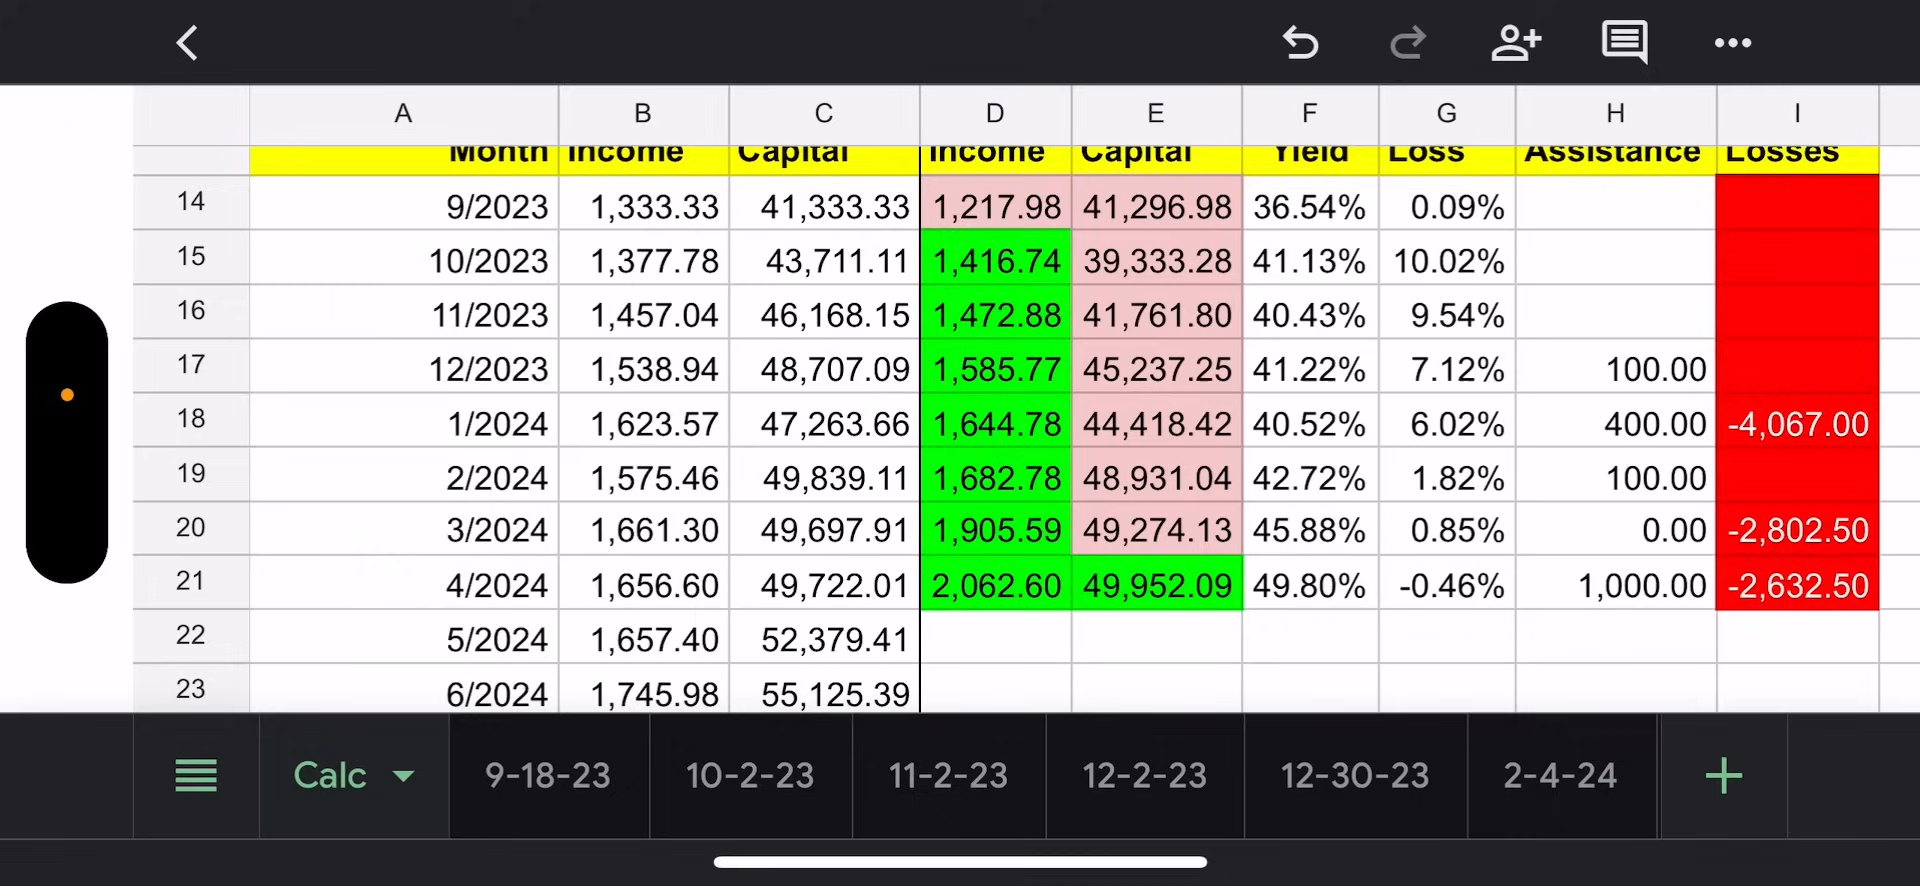 A B C D E F G H I
Month Income Capital Income Capital Yield Loss Assistance Losses
14 9/2023 1,333.33 41,333.33 1,217.98 41,296.98 36.54% 0.09%
15 10/2023 1,377.78 43,711.11 1,416.74 39,333.28 41.13% 10.02%
16 11/2023 1,457.04 46,168.15 1,472.88 41,761.80 40.43% 9.54%
17 12/2023 1,538.94 48,707.09 1,585.77 45,237.25 41.22% 7.12% 100.00
18 1/2024 1,623.57 47,263.66 1,644.78 44,418.42 40.52% 6.02% 400.00 -4,067.00
19 2/2024 1,575.46 49,839.11 1,682.78 48,931.04 42.72% 1.82% 100.00
20 3/2024 1,661.30 49,697.91 1,905.59 49,274.13 45.88% 0.85% 0.00 -2,802.50
21 4/2024 1,656.60 49,722.01 2,062.60 49,952.09 49.80% -0.46% 1,000.00 -2,632.50
22 5/2024 1,657.40 52,379.41
23 6/2024 1,745.98 55,125.39
Calc 9-18-23 10-2-23 11-2-23 12-2-23 12-30-23 2-4-24